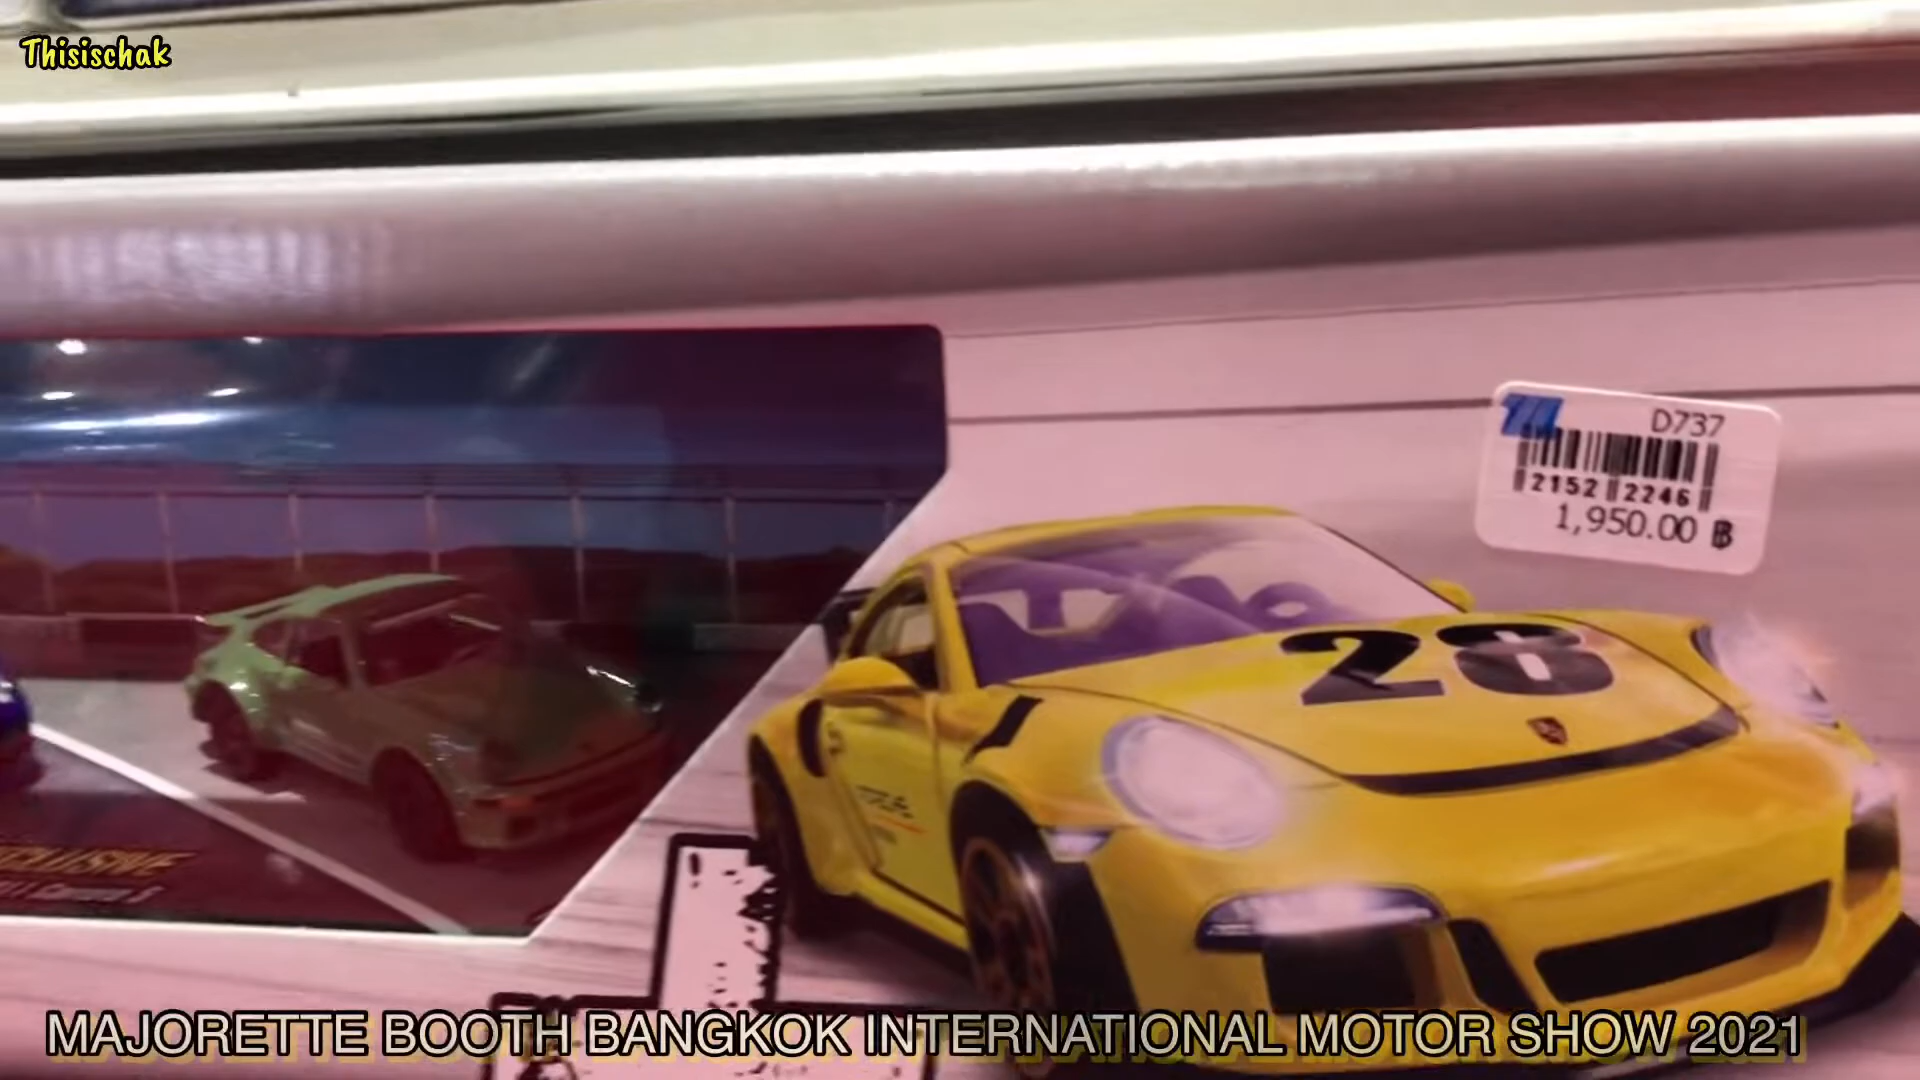 Thisischak
D737
2152 2246
1,950.00 ฿
28
MAJORETTE BOOTH BANGKOK INTERNATIONAL MOTOR SHOW 2021